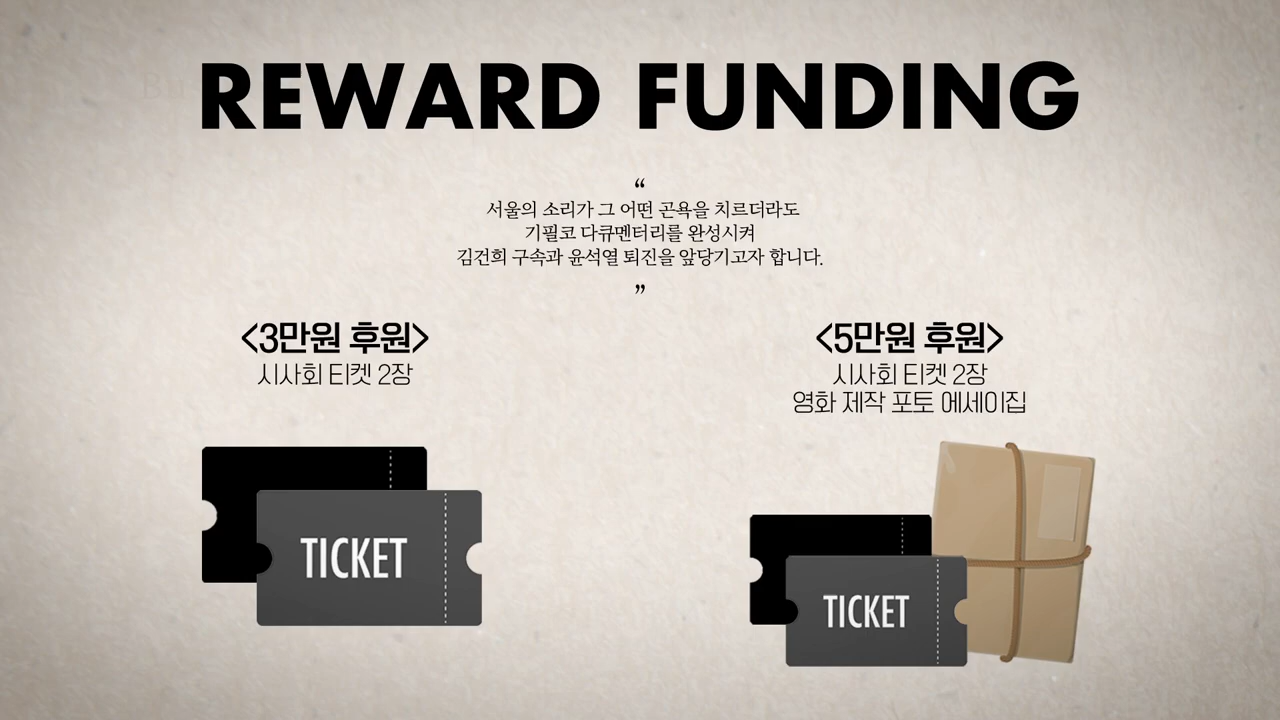 REWARD FUNDING
“
서울의 소리가 그 어떤 곤욕을 치르더라도
기필코 다큐멘터리를 완성시켜
김건희 구속과 윤석열 퇴진을 앞당기고자 합니다.
”
<3만원 후원>
시사회 티켓 2장
TICKET
<5만원 후원>
시사회 티켓 2장
영화 제작 포토 에세이집
TICKET